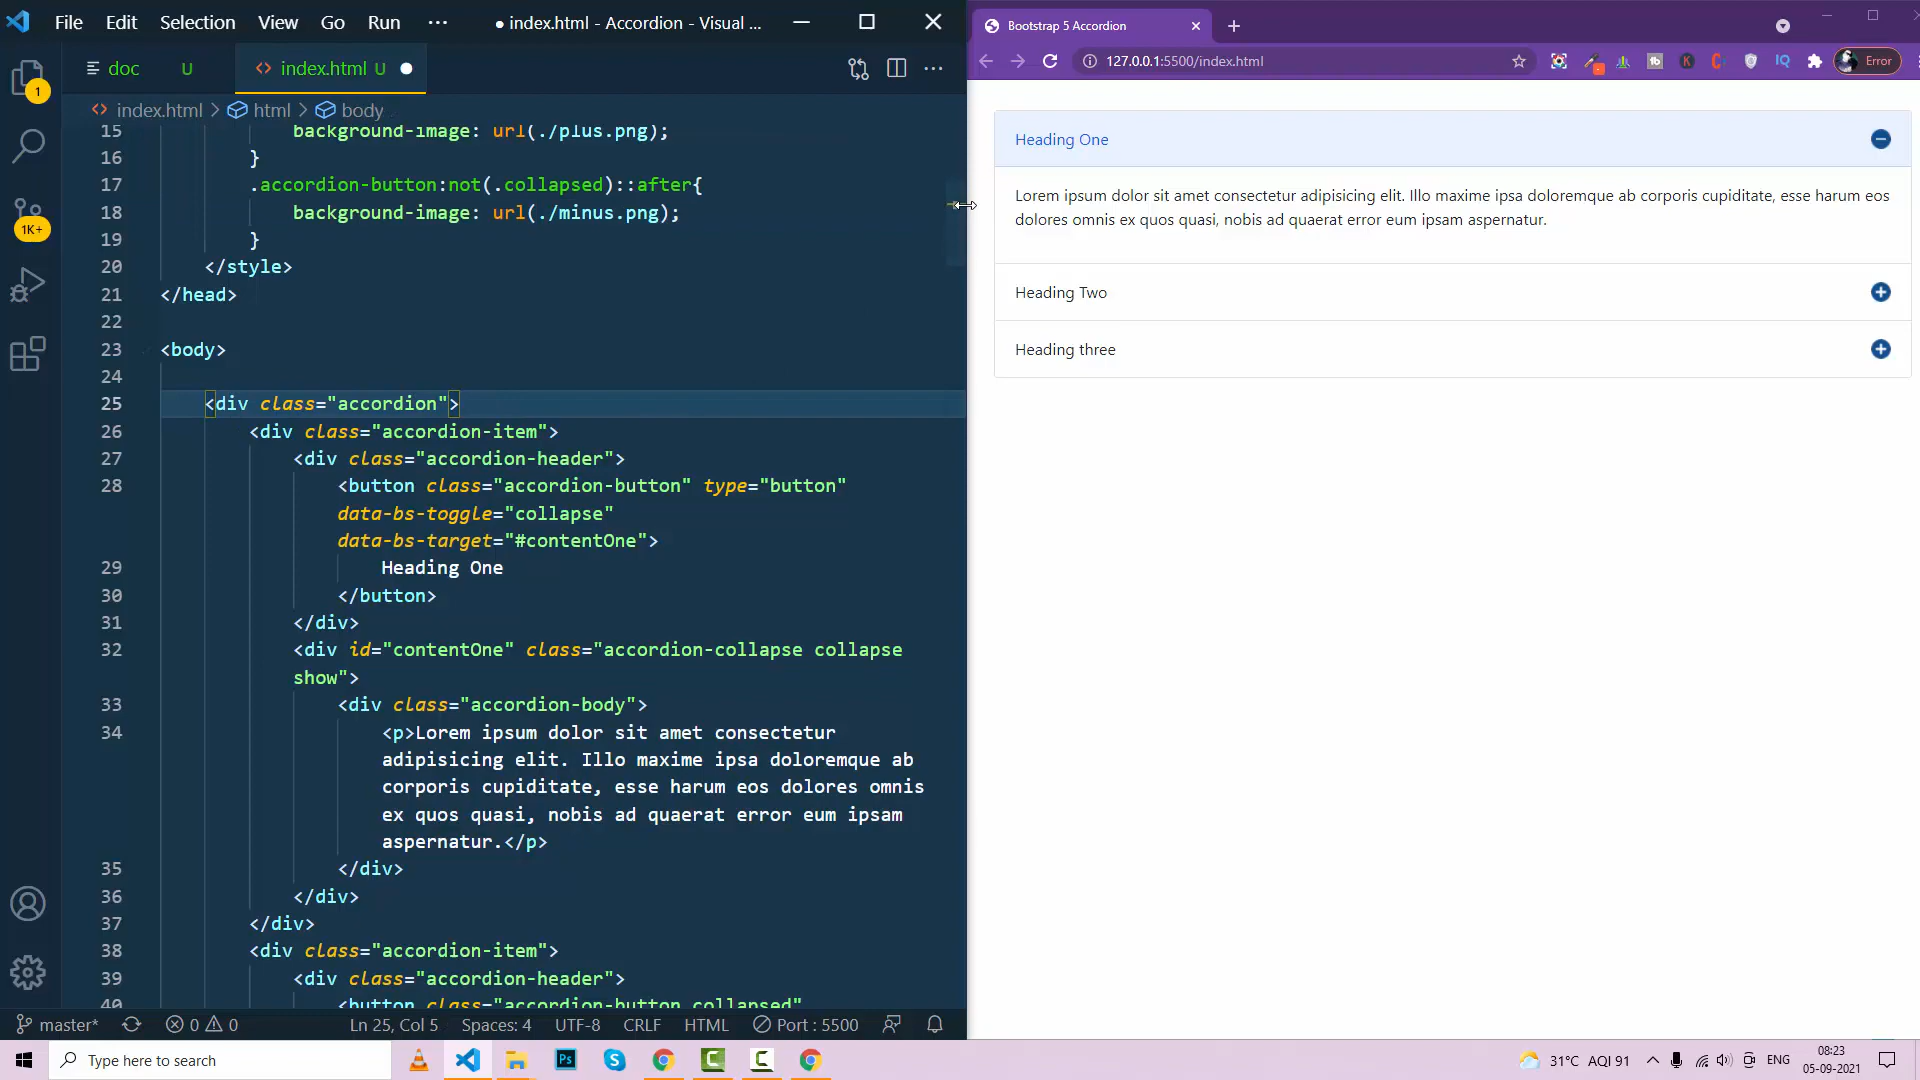 File Edit Selection View Go Run ··· ● index.html - Accordion - Visual ...
doc U index.html U
index.html > html > body
15 background-image: url(./plus.png);
16 }
17 .accordion-button:not(.collapsed)::after{
18 background-image: url(./minus.png);
19 }
20 </style>
21 </head>
22
23 <body>
24
25 <div class="accordion">
26 <div class="accordion-item">
27 <div class="accordion-header">
28 <button class="accordion-button" type="button"
data-bs-toggle="collapse"
data-bs-target="#contentOne">
29 Heading One
30 </button>
31 </div>
32 <div id="contentOne" class="accordion-collapse collapse
show">
33 <div class="accordion-body">
34 <p>Lorem ipsum dolor sit amet consectetur
adipisicing elit. Illo maxime ipsa doloremque ab
corporis cupiditate, esse harum eos dolores omnis
ex quos quasi, nobis ad quaerat error eum ipsam
aspernatur.</p>
35 </div>
36 </div>
37 </div>
38 <div class="accordion-item">
39 <div class="accordion-header">
40 <button class="accordion-button collapsed"
1
1K+
master* 0 0 Ln 25, Col 5 Spaces: 4 UTF-8 CRLF HTML Port : 5500
Bootstrap 5 Accordion
127.0.0.1:5500/index.html
IQ
Error
Heading One
Lorem ipsum dolor sit amet consectetur adipisicing elit. Illo maxime ipsa doloremque ab corporis cupiditate, esse harum eos
dolores omnis ex quos quasi, nobis ad quaerat error eum ipsam aspernatur.
Heading Two
Heading three
Type here to search
Ps
31°C AQI 91
ENG
08:23
05-09-2021